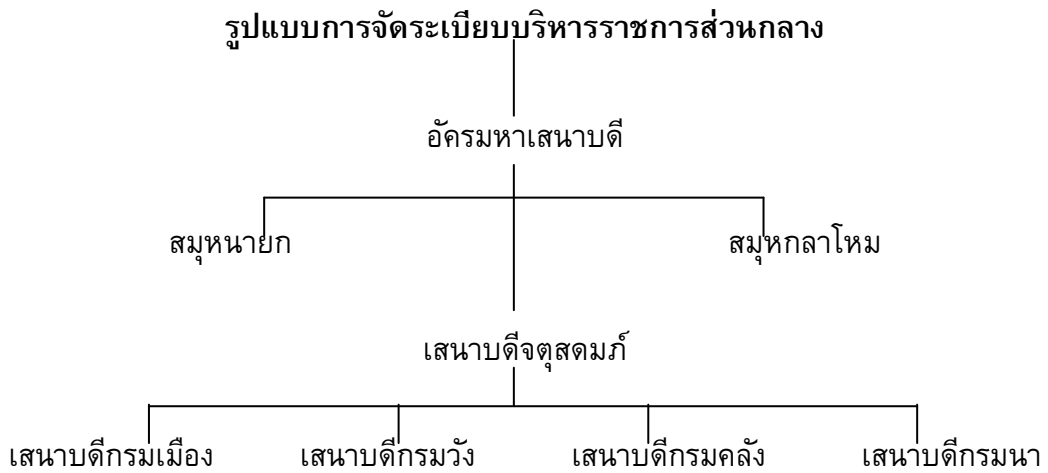 รูปแบบการจัดระเบียบบริหารราชการส่วนกลาง
อัครมหาเสนาบดี
สมุหนายก สมุหกลาโหม
เสนาบดีจตุสดมภ์
เสนาบดีกรมเมือง เสนาบดีกรมวัง เสนาบดีกรมคลัง เสนาบดีกรมนา